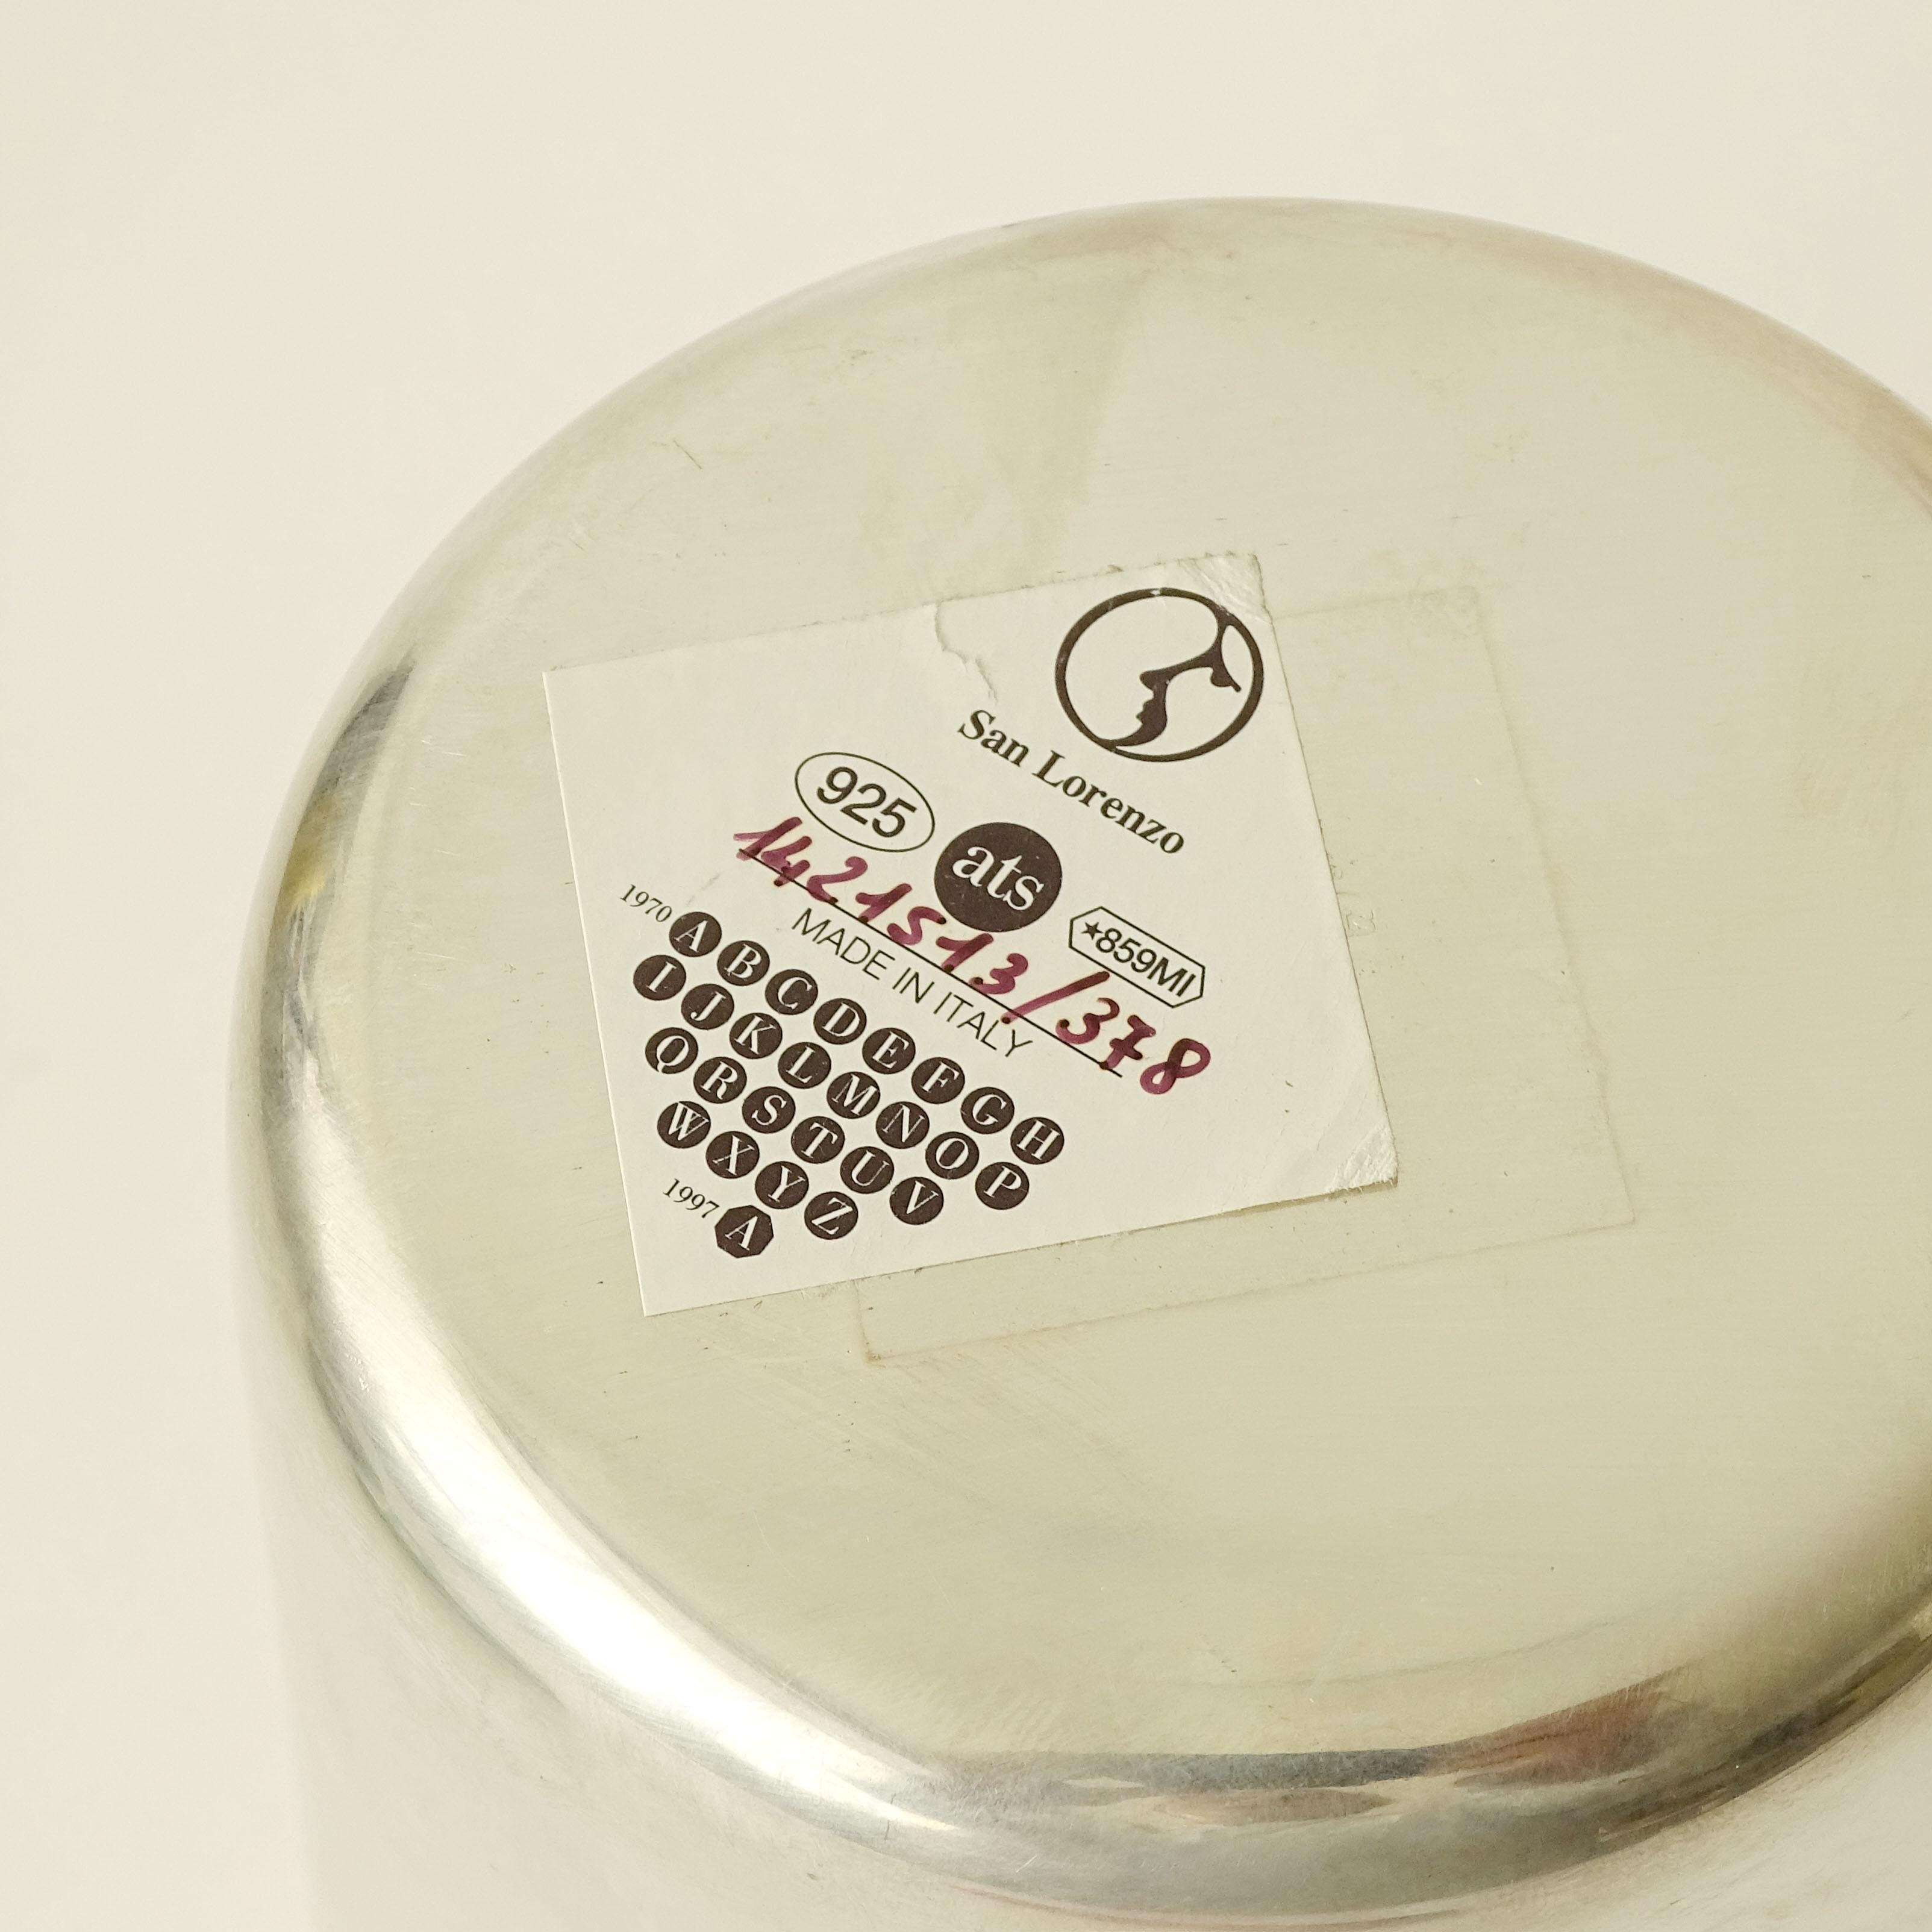 San Lorenzo
925 ats ★859MI
1421513/378
MADE IN ITALY
1970 A B C D E F G H
I J K L M N O P
Q R S T U V
W X Y Z
1997 A